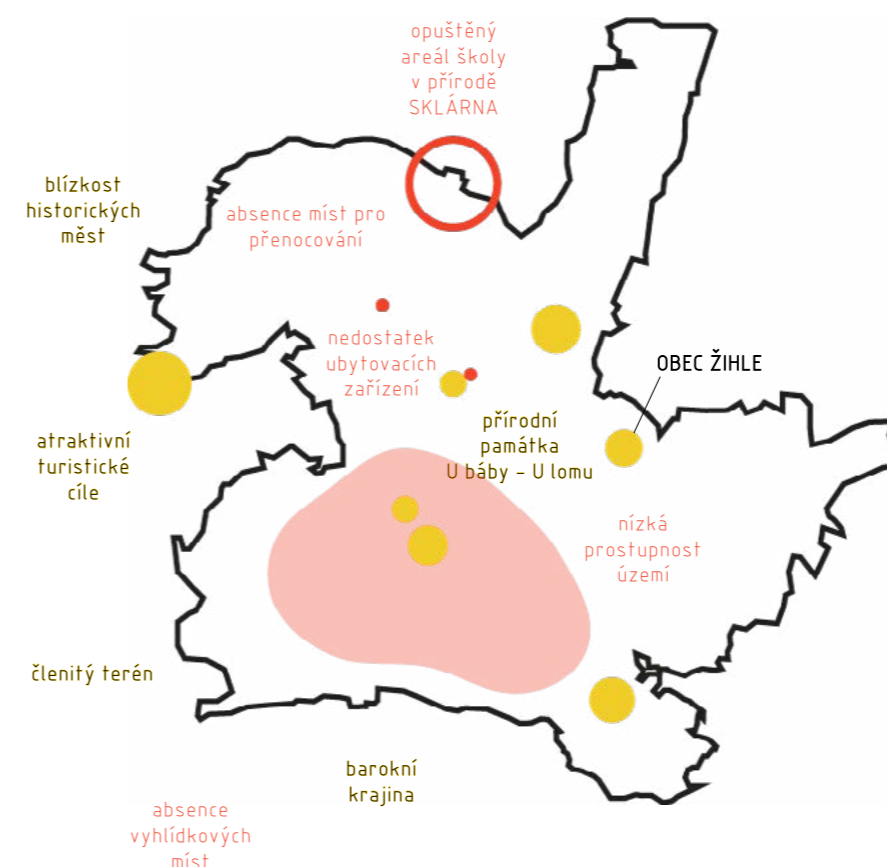 opuštěný
areál školy
v přírodě
SKLÁRNA
blízkost
historických
měst
absence míst pro
přenocování
nedostatek
ubytovacích
zařízení
OBEC ŽIHLE
přírodní
památka
U báby – U lomu
atraktivní
turistické
cíle
nízká
prostupnost
území
členitý terén
barokní
krajina
absence
vyhlídkových
míst